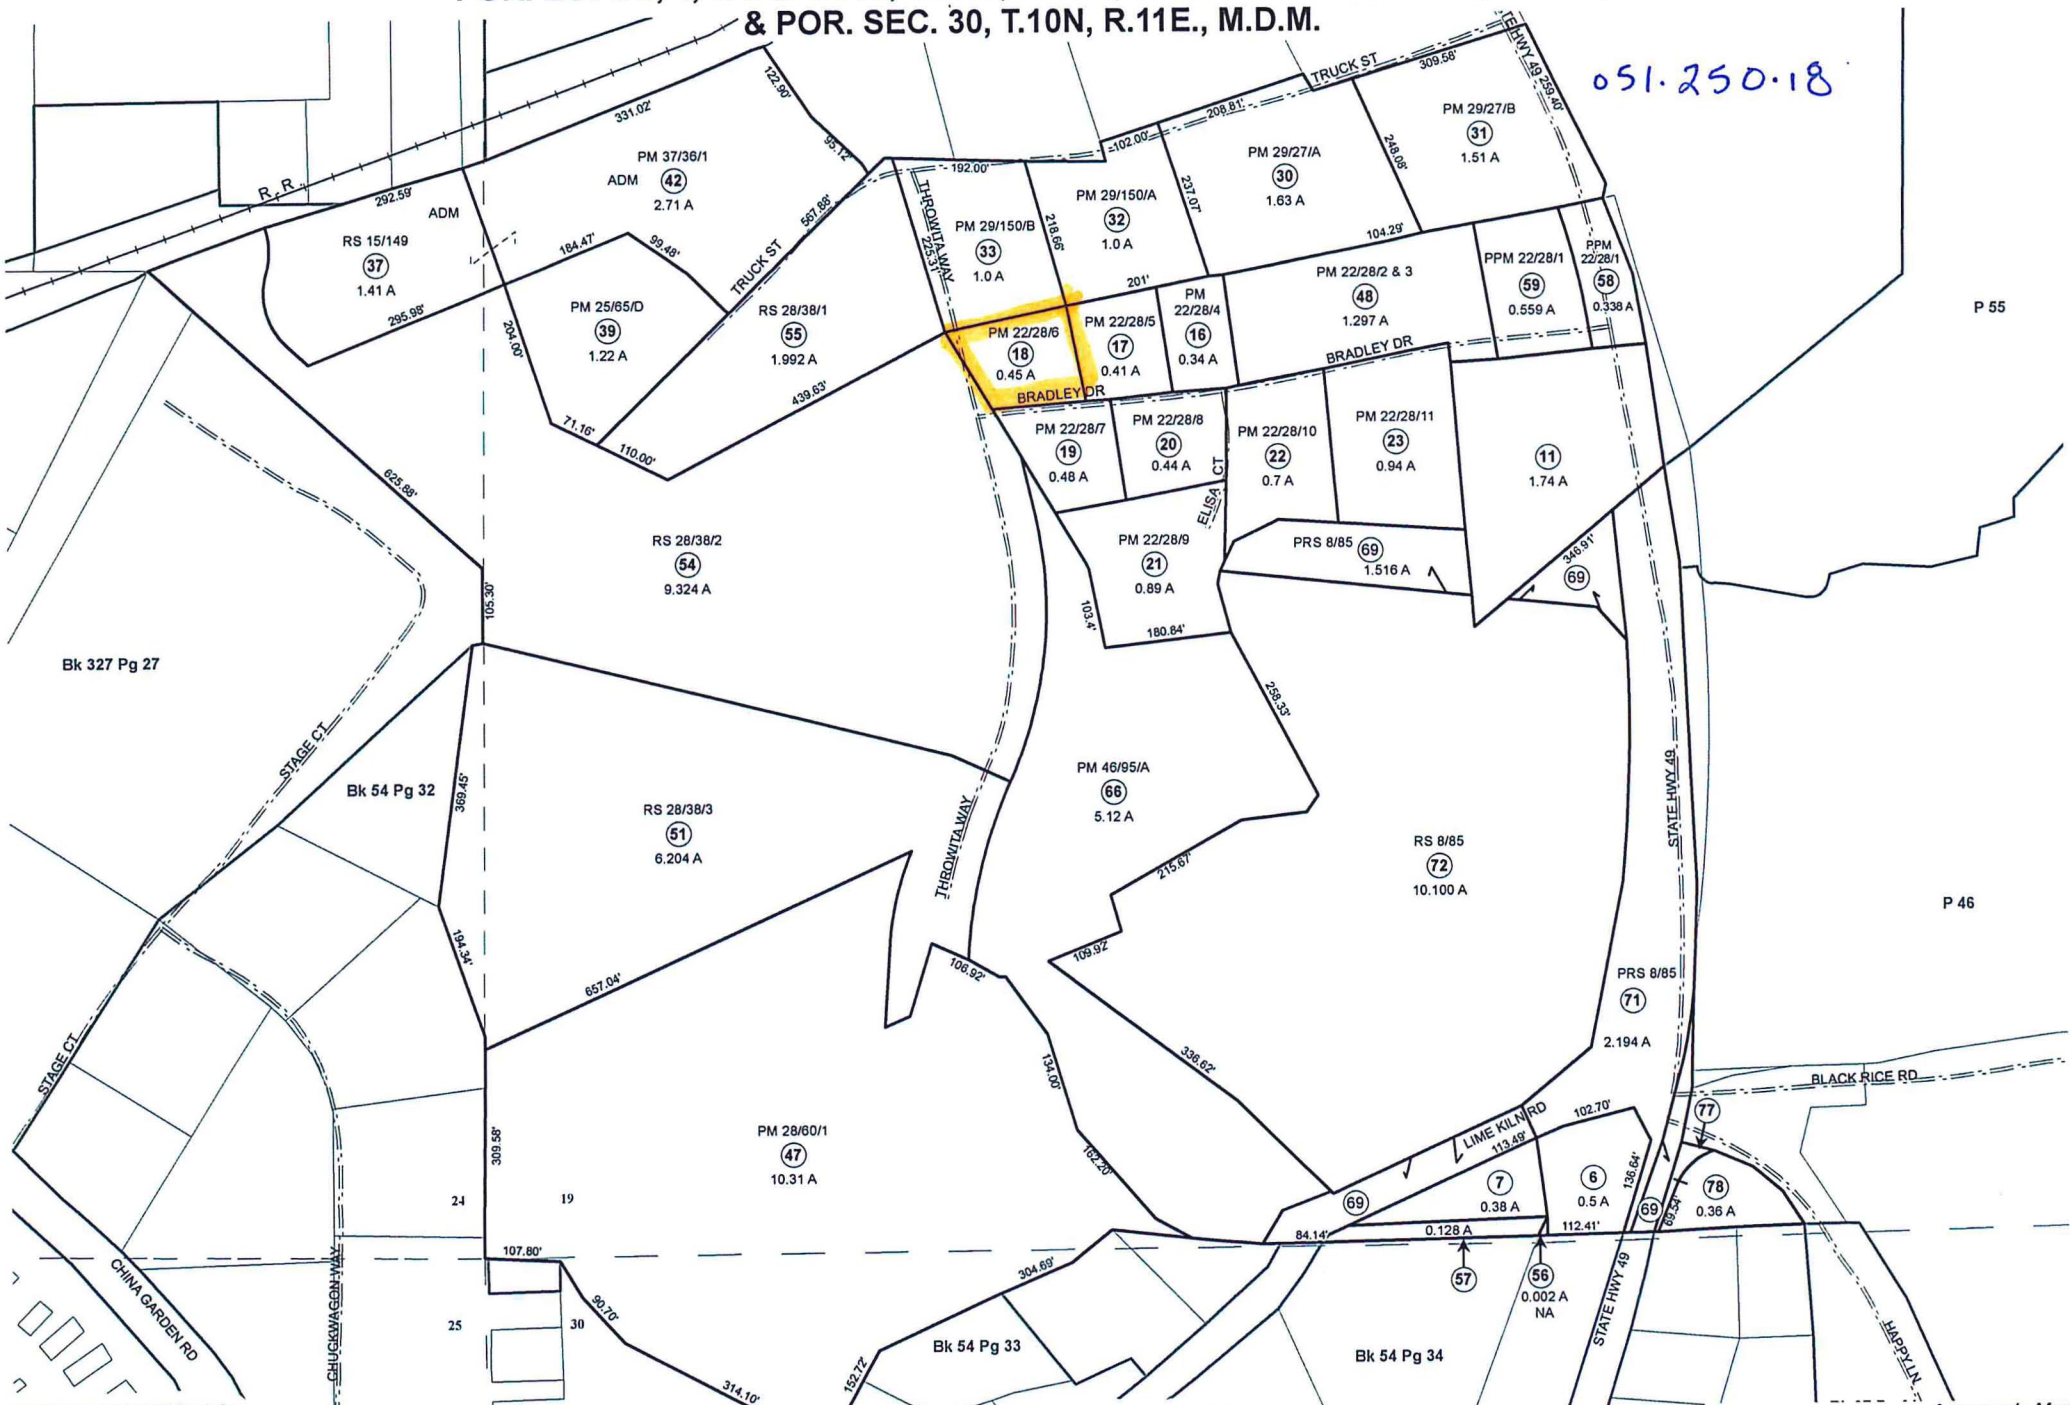 & POR. SEC. 30, T.10N, R.11E., M.D.M.
051.250.18
TRUCK ST
309.58'
STATE HWY 49
259.40'
122.90'
331.02'
95.12'
208.81'
102.00'
192.00'
PM 29/27/B
31
1.51 A
PM 29/27/A
30
1.63 A
248.08'
PM 37/36/1
ADM
42
2.71 A
R. R.
292.59'
ADM
567.88'
THROWITA WAY
225.31'
PM 29/150/B
33
1.0 A
218.66'
PM 29/150/A
32
1.0 A
237.07'
104.29'
RS 15/149
37
1.41 A
295.98'
184.47'
99.48'
TRUCK ST
204.00'
PM 25/65/D
39
1.22 A
RS 28/38/1
55
1.992 A
201'
PM 22/28/6
18
0.45 A
PM 22/28/5
17
0.41 A
PM
22/28/4
16
0.34 A
PM 22/28/2 & 3
48
1.297 A
PPM 22/28/1
59
0.559 A
PPM
22/28/1
58
0.338 A
P 55
BRADLEY DR
BRADLEY DR
439.63'
71.16'
110.00'
PM 22/28/7
19
0.48 A
PM 22/28/8
20
0.44 A
ELISA CT
PM 22/28/10
22
0.7 A
PM 22/28/11
23
0.94 A
11
1.74 A
625.88'
105.30'
RS 28/38/2
54
9.324 A
PM 22/28/9
21
0.89 A
103.4'
180.84'
PRS 8/85
69
1.516 A
346.91'
69
Bk 327 Pg 27
STAGE CT
258.33'
Bk 54 Pg 32
369.45'
RS 28/38/3
51
6.204 A
THROWITA WAY
PM 46/95/A
66
5.12 A
215.67'
RS 8/85
72
10.100 A
STATE HWY 49
P 46
194.34'
657.04'
106.92'
109.92'
PRS 8/85
71
2.194 A
STAGE CT
134.00'
336.62'
BLACK RICE RD
PM 28/60/1
47
10.31 A
309.58'
162.20'
LIME KILN RD
113.49'
102.70'
77
136.64'
24
19
69
7
0.38 A
6
0.5 A
69
69.54'
78
0.36 A
84.14'
0.128 A
112.41'
107.80'
57
56
0.002 A
NA
CHINA GARDEN RD
CHUCKWAGON WAY
25
30
90.70'
314.10'
304.69'
152.72'
Bk 54 Pg 33
Bk 54 Pg 34
STATE HWY 49
HAPPY LN